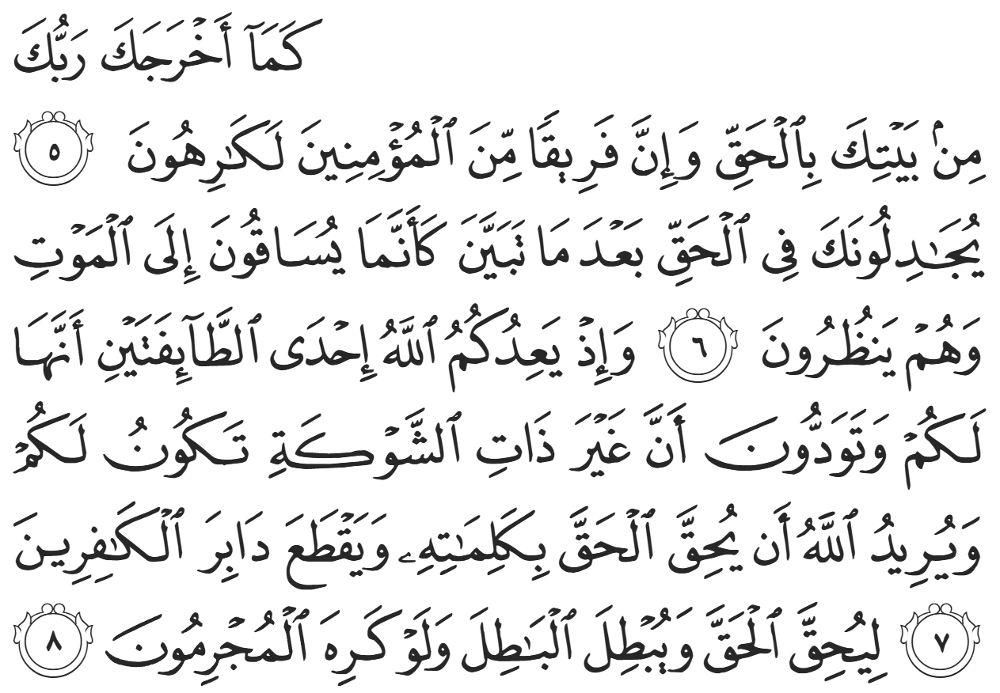 كَمَآ أَخۡرَجَكَ رَبُّكَ
مِنۢ بَيۡتِكَ بِٱلۡحَقِّ وَإِنَّ فَرِيقٗا مِّنَ ٱلۡمُؤۡمِنِينَ لَكَٰرِهُونَ ٥
يُجَٰدِلُونَكَ فِي ٱلۡحَقِّ بَعۡدَ مَا تَبَيَّنَ كَأَنَّمَا يُسَاقُونَ إِلَى ٱلۡمَوۡتِ
وَهُمۡ يَنظُرُونَ ٦ وَإِذۡ يَعِدُكُمُ ٱللَّهُ إِحۡدَى ٱلطَّآئِفَتَيۡنِ أَنَّهَا
لَكُمۡ وَتَوَدُّونَ أَنَّ غَيۡرَ ذَاتِ ٱلشَّوۡكَةِ تَكُونُ لَكُمۡ
وَيُرِيدُ ٱللَّهُ أَن يُحِقَّ ٱلۡحَقَّ بِكَلِمَٰتِهِۦ وَيَقۡطَعَ دَابِرَ ٱلۡكَٰفِرِينَ
٧ لِيُحِقَّ ٱلۡحَقَّ وَيُبۡطِلَ ٱلۡبَٰطِلَ وَلَوۡ كَرِهَ ٱلۡمُجۡرِمُونَ ٨